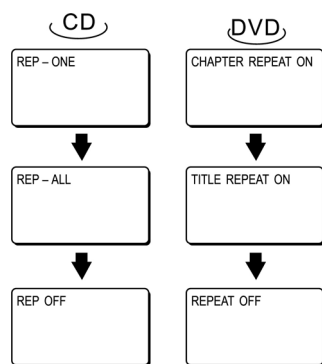 CD
REP – ONE
REP – ALL
REP OFF
DVD
CHAPTER REPEAT ON
TITLE REPEAT ON
REPEAT OFF